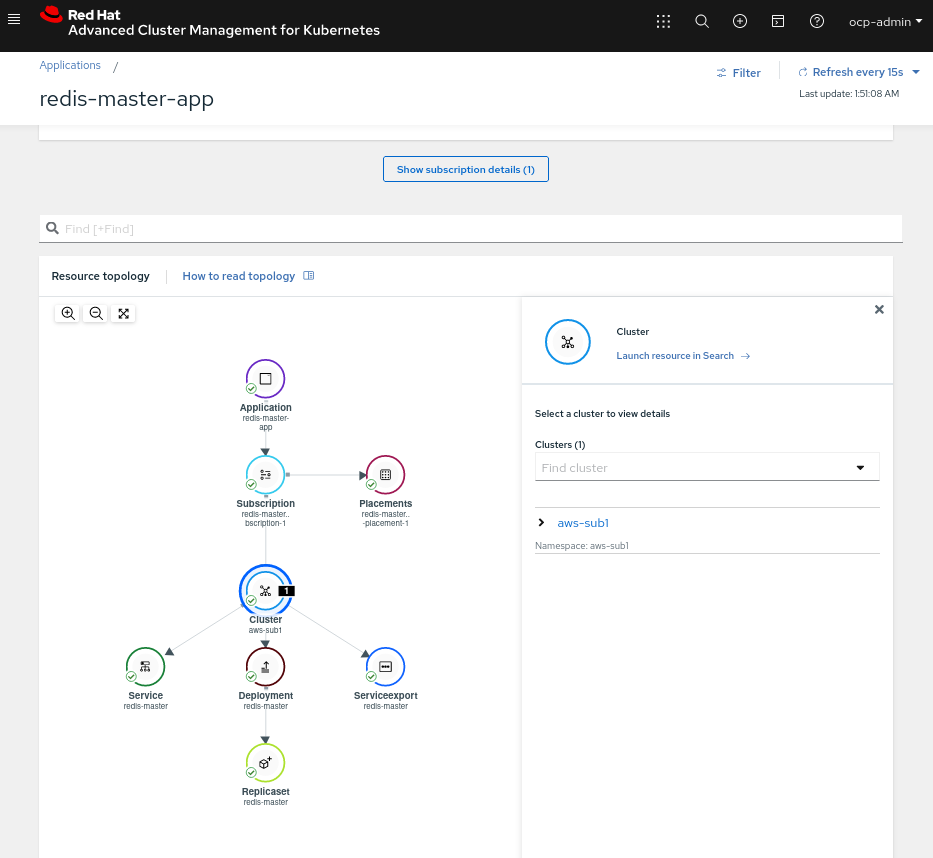 Red Hat
Advanced Cluster Management for Kubernetes
ocp-admin
Applications /
Filter
Refresh every 15s
redis-master-app
Last update: 1:51:08 AM
Show subscription details (1)
Find [+Find]
Resource topology
How to read topology
Cluster
Launch resource in Search →
Select a cluster to view details
Clusters (1)
Find cluster
aws-sub1
Namespace: aws-sub1
Application
redis-master-
app
Subscription
redis-master..
bscription-1
Placements
redis-master..
-placement-1
1
Cluster
aws-sub1
Service
redis-master
Deployment
redis-master
Serviceexport
redis-master
Replicaset
redis-master